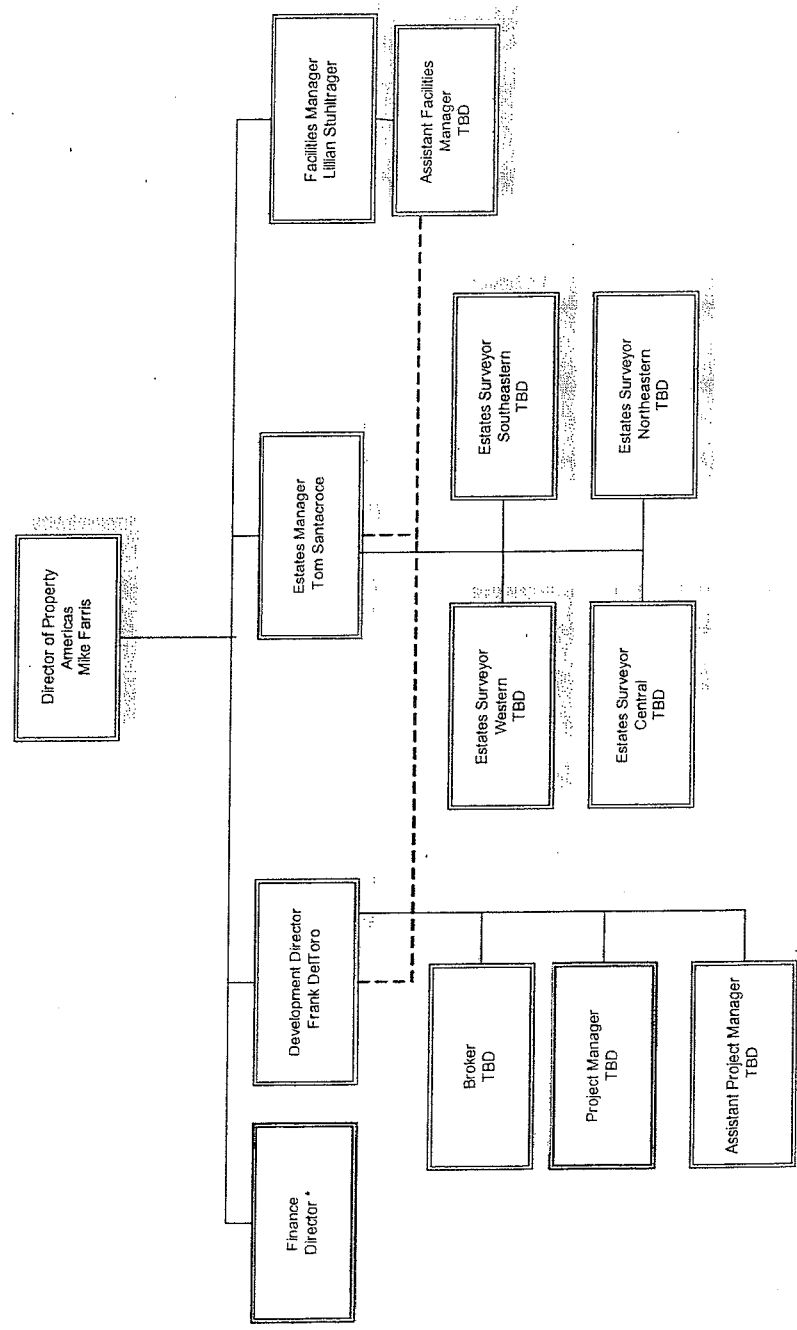 Director of Property
Americas
Mike Farris
Finance
Director *
Development Director
Frank DelToro
Estates Manager
Tom Santacroce
Facilities Manager
Lillian Stuhltrager
Assistant Facilities
Manager
TBD
Broker
TBD
Project Manager
TBD
Assistant Project Manager
TBD
Estates Surveyor
Western
TBD
Estates Surveyor
Southeastern
TBD
Estates Surveyor
Central
TBD
Estates Surveyor
Northeastern
TBD